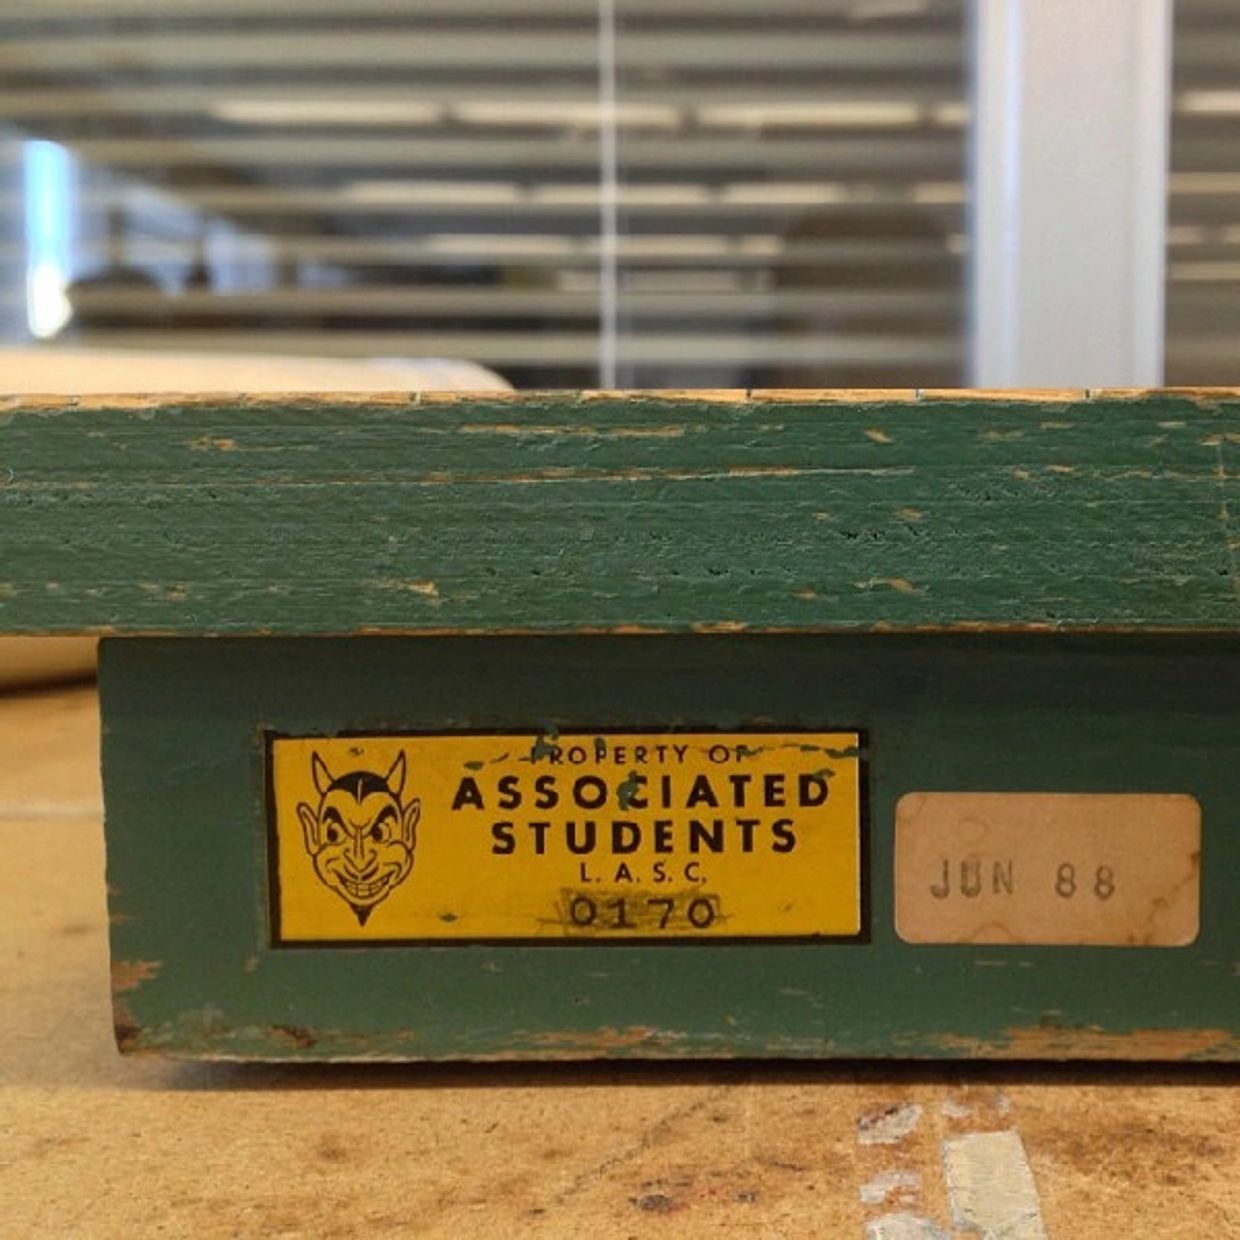 PROPERTY OF
ASSOCIATED
STUDENTS
L. A. S. C.
0170
JUN 88